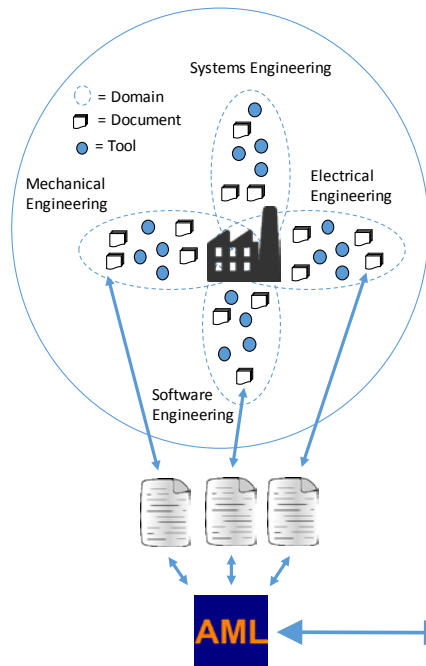 Systems Engineering
= Domain
= Document
= Tool
Mechanical
Engineering
Electrical
Engineering
Software
Engineering
AML